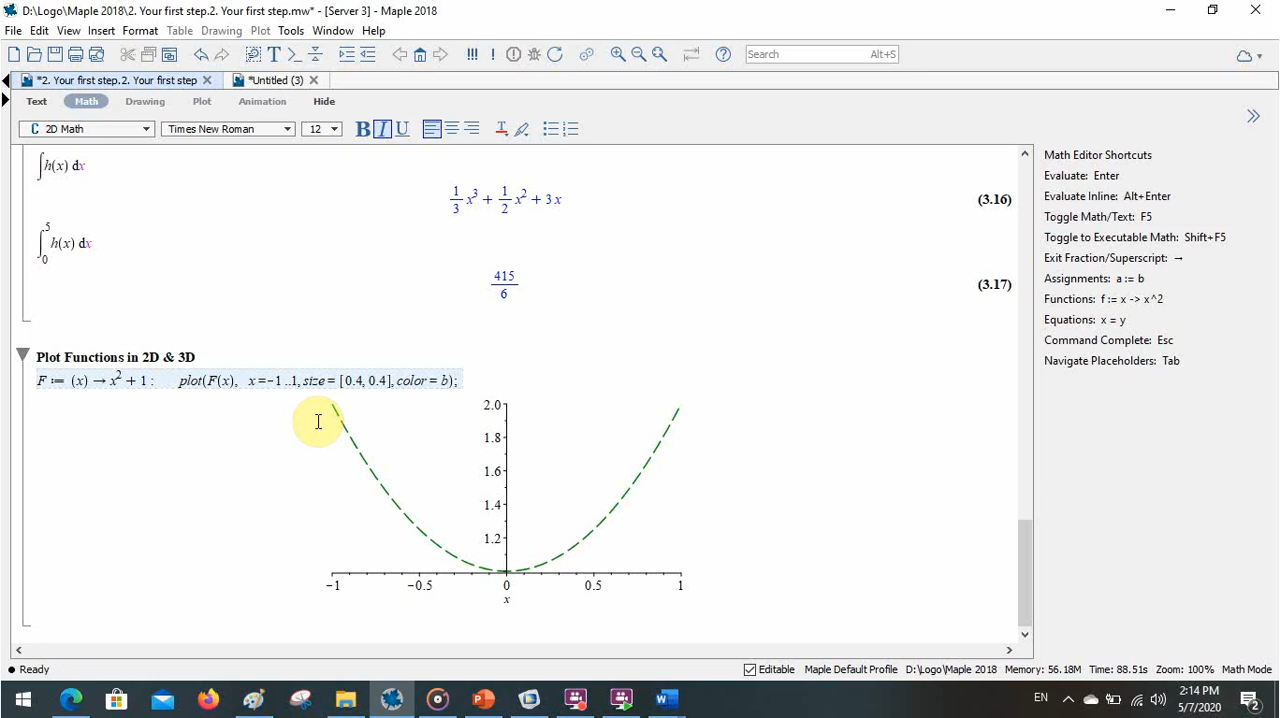 D:\Logo\Maple 2018\2. Your first step.2. Your first step.mw* - [Server 3] - Maple 2018
File Edit View Insert Format Table Drawing Plot Tools Window Help
Search Alt+S
*2. Your first step.2. Your first step *Untitled (3)
Text Math Drawing Plot Animation Hide
C 2D Math Times New Roman 12 B I U
∫h(x) dx
1/3 x^3 + 1/2 x^2 + 3 x (3.16)
∫_0^5 h(x) dx
415/6 (3.17)
Plot Functions in 2D & 3D
F := (x) → x^2 + 1 : plot(F(x), x =−1 ..1, size = [0.4, 0.4], color = b);
2.0
1.8
1.6
1.4
1.2
−1 −0.5 0 0.5 1
x
Math Editor Shortcuts
Evaluate: Enter
Evaluate Inline: Alt+Enter
Toggle Math/Text: F5
Toggle to Executable Math: Shift+F5
Exit Fraction/Superscript: →
Assignments: a := b
Functions: f := x -> x^2
Equations: x = y
Command Complete: Esc
Navigate Placeholders: Tab
Ready Editable Maple Default Profile D:\Logo\Maple 2018 Memory: 56.18M Time: 88.51s Zoom: 100% Math Mode
EN 2:14 PM
5/7/2020 2